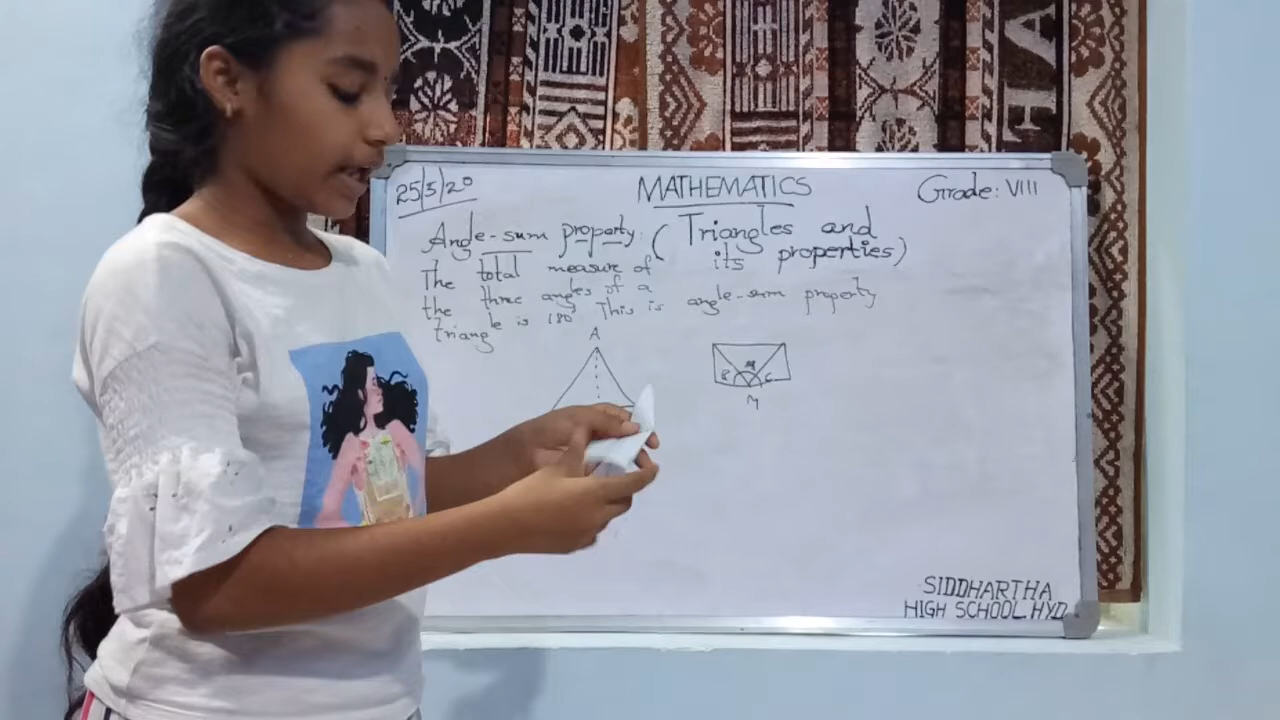 25/5/20
MATHEMATICS
Grade: VIII
Angle-sum property: (Triangles and
its properties)
The total measure of
the three angles of a
triangle is 180° This is angle-sum property
A
B M C
M
SIDDHARTHA
HIGH SCHOOL.HYD